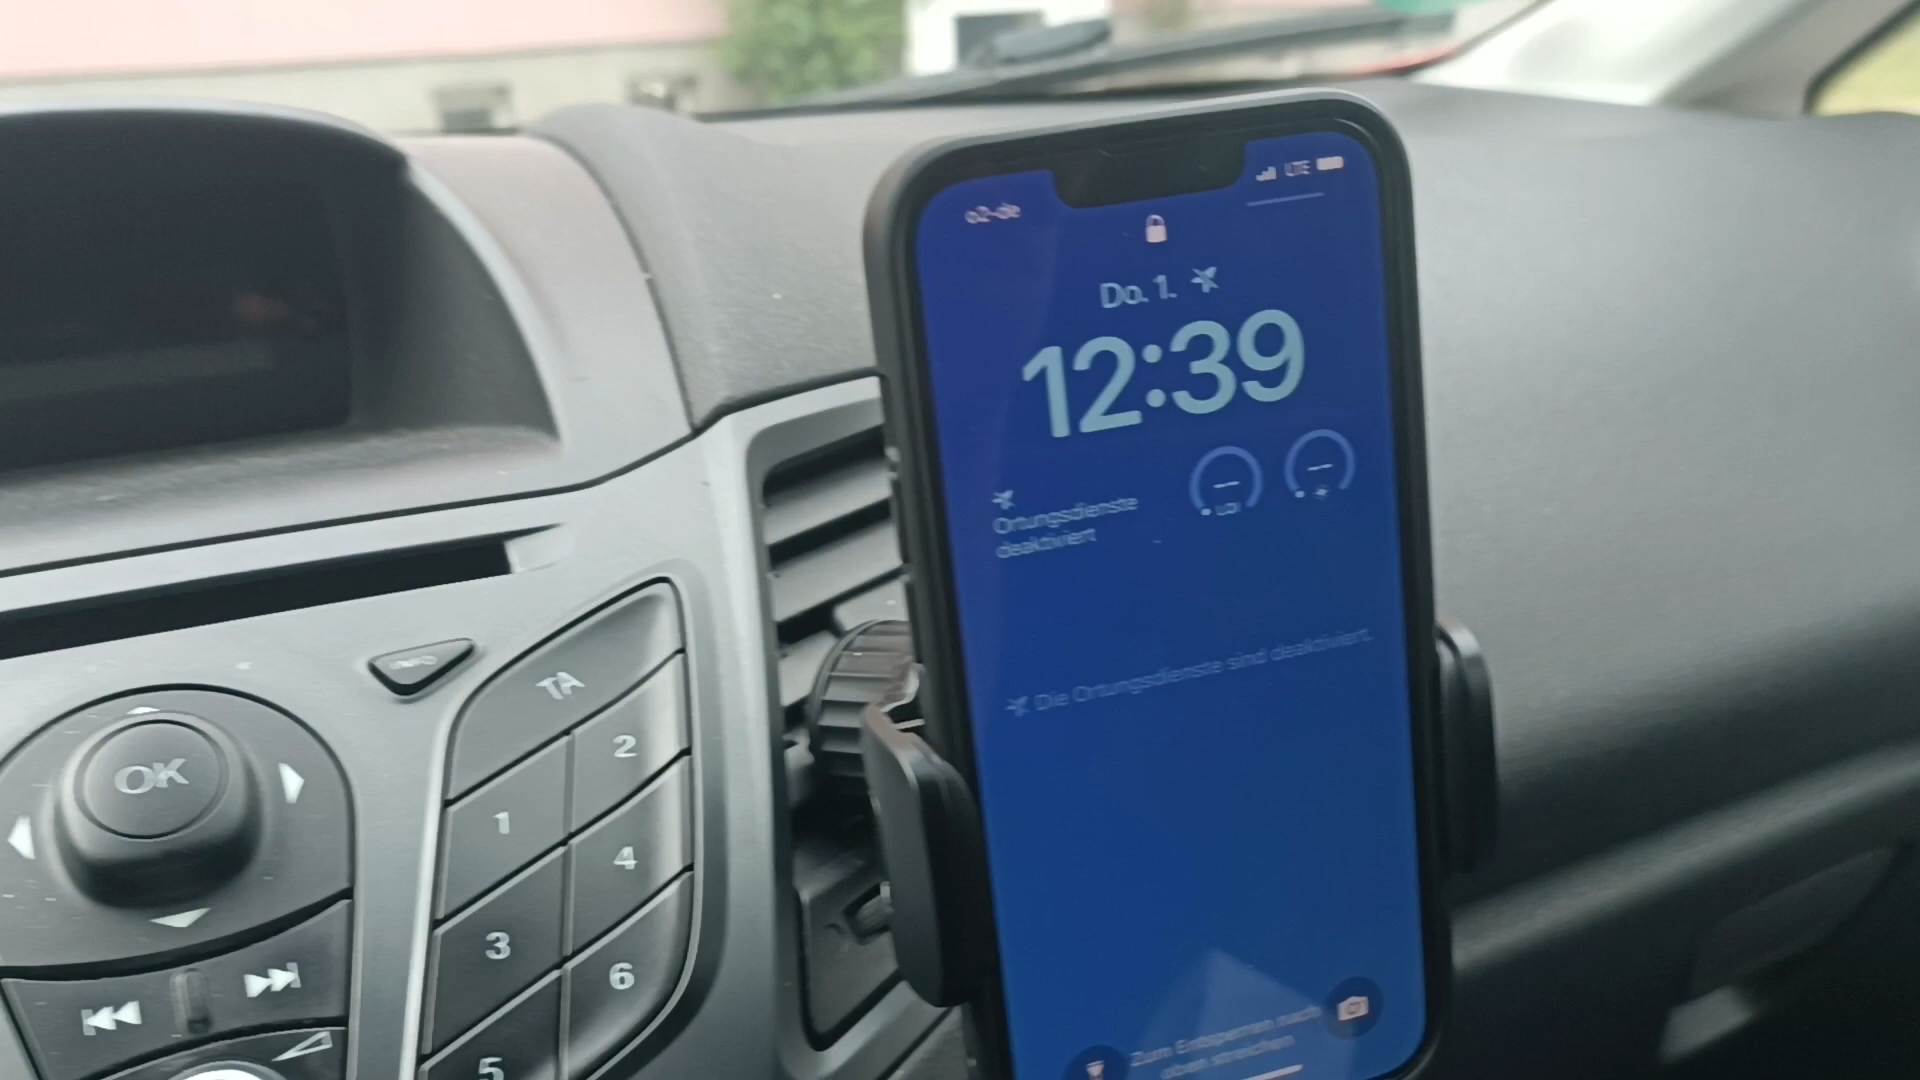 o2-de
LTE
Do. 1.
12:39
Ortungsdienste
deaktiviert
Die Ortungsdienste sind deaktiviert.
Zum Entsperren nach
oben streichen
INFO
TA
OK
1
2
3
4
5
6